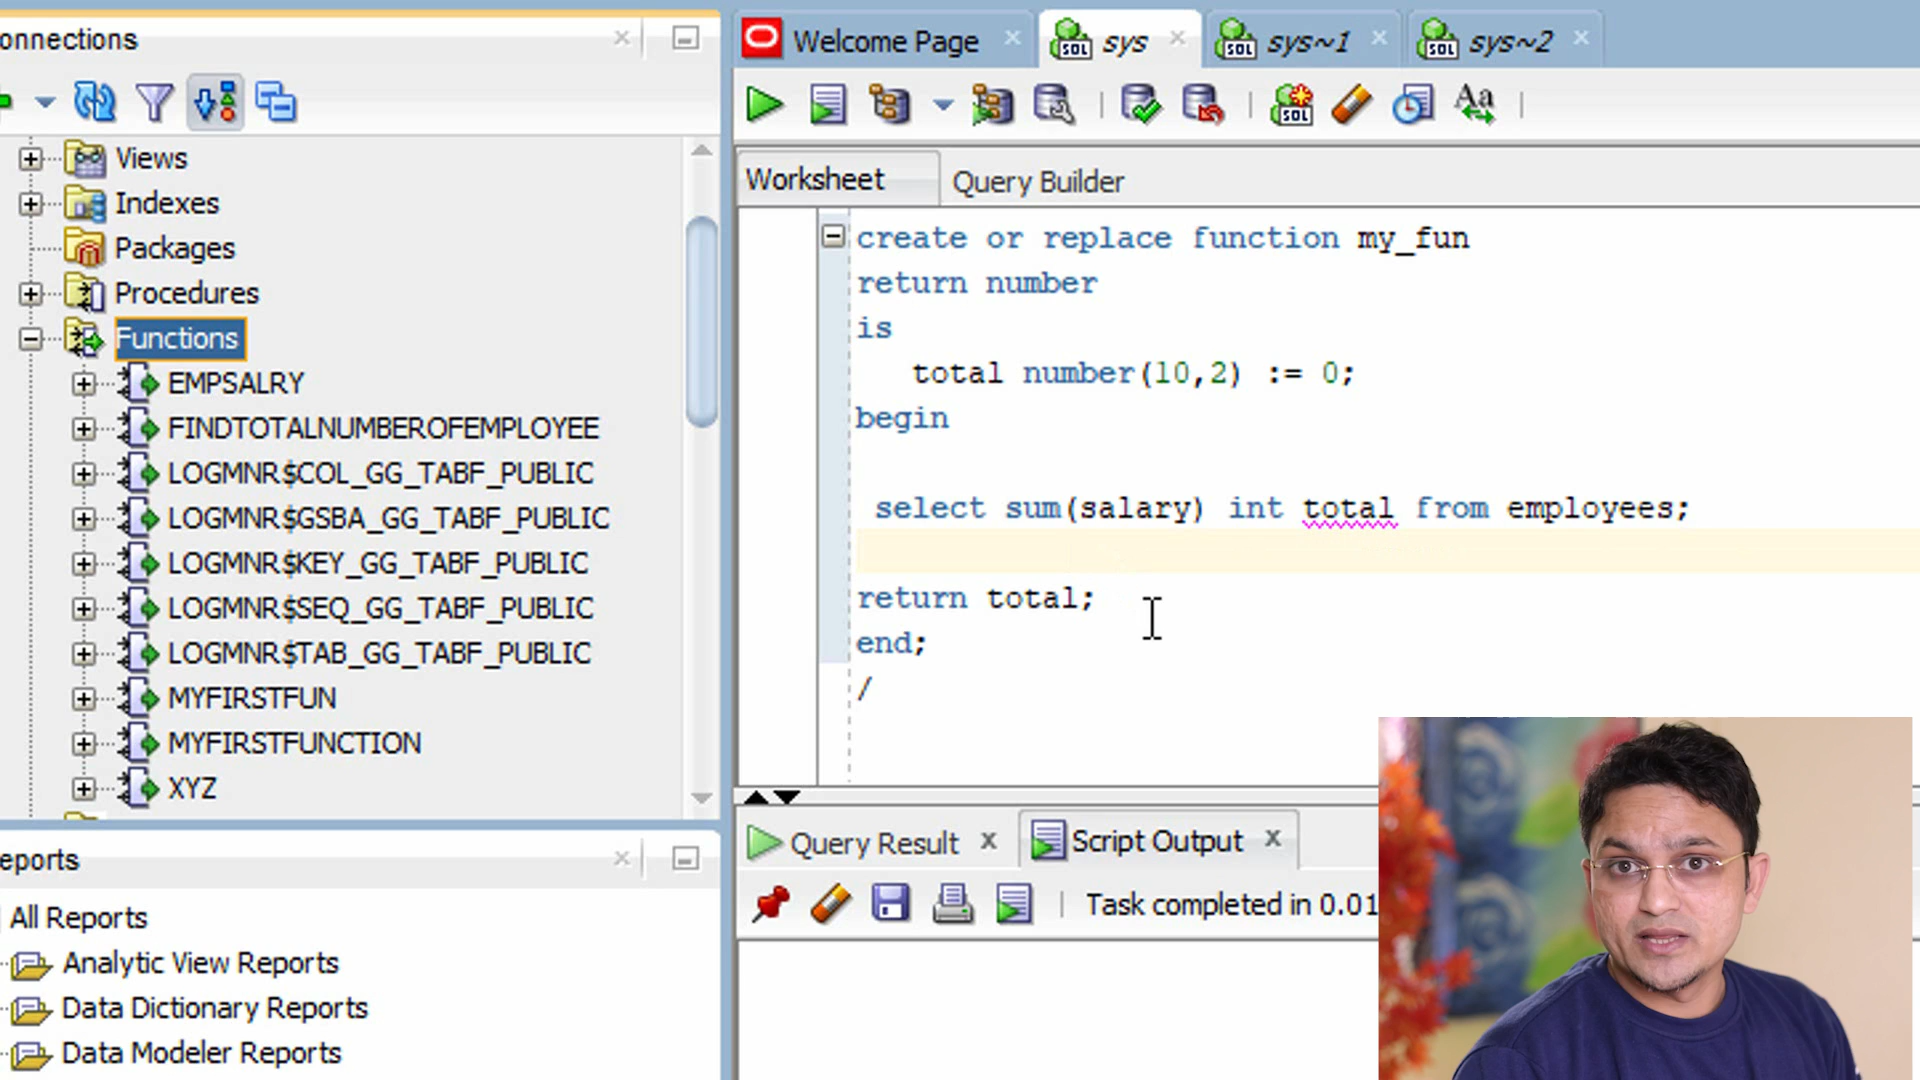 onnections
Views
Indexes
Packages
Procedures
Functions
EMPSALRY
FINDTOTALNUMBEROFEMPLOYEE
LOGMNR$COL_GG_TABF_PUBLIC
LOGMNR$GSBA_GG_TABF_PUBLIC
LOGMNR$KEY_GG_TABF_PUBLIC
LOGMNR$SEQ_GG_TABF_PUBLIC
LOGMNR$TAB_GG_TABF_PUBLIC
MYFIRSTFUN
MYFIRSTFUNCTION
XYZ
eports
All Reports
Analytic View Reports
Data Dictionary Reports
Data Modeler Reports
Welcome Page
sys
sys~1
sys~2
Worksheet
Query Builder
create or replace function my_fun
return number
is
total number(10,2) := 0;
begin
select sum(salary) int total from employees;
return total;
end;
/
Query Result
Script Output
Task completed in 0.01